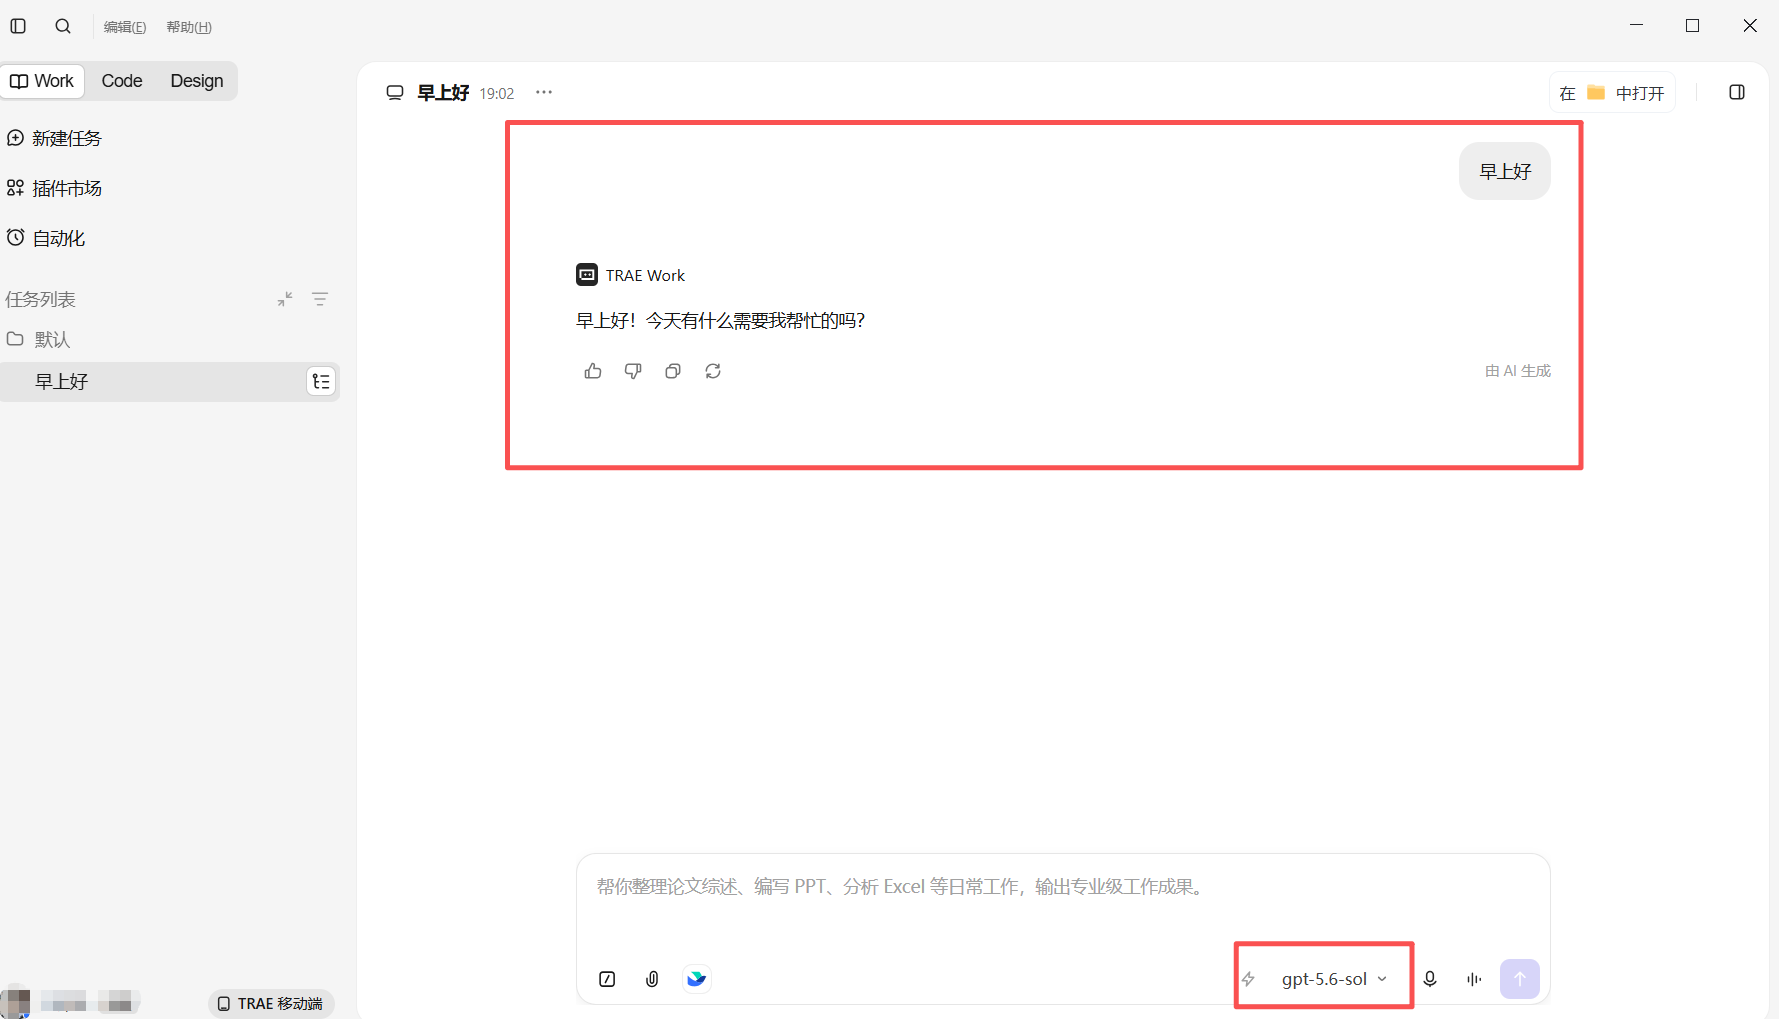 编辑(E) 帮助(H)
Work Code Design
新建任务
插件市场
自动化
任务列表
默认
早上好
早上好 19:02 ···
在 中打开
早上好
TRAE Work
早上好！今天有什么需要我帮忙的吗？
由 AI 生成
帮你整理论文综述、编写 PPT、分析 Excel 等日常工作，输出专业级工作成果。
gpt-5.6-sol
TRAE 移动端